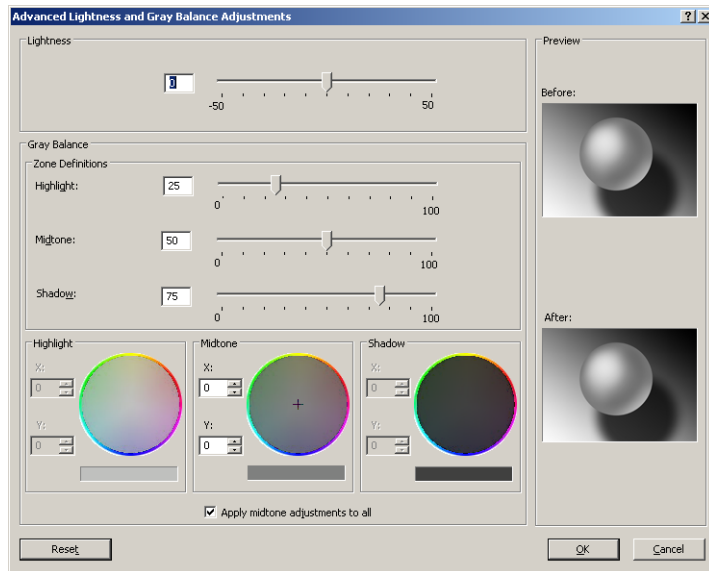 Advanced Lightness and Gray Balance Adjustments
Lightness
0
-50 50
Gray Balance
Zone Definitions
Highlight: 25
0 100
Midtone: 50
0 100
Shadow: 75
0 100
Highlight
X:
0
Y:
0
Midtone
X:
0
Y:
0
Shadow
X:
0
Y:
0
Apply midtone adjustments to all
Preview
Before:
After:
Reset OK Cancel